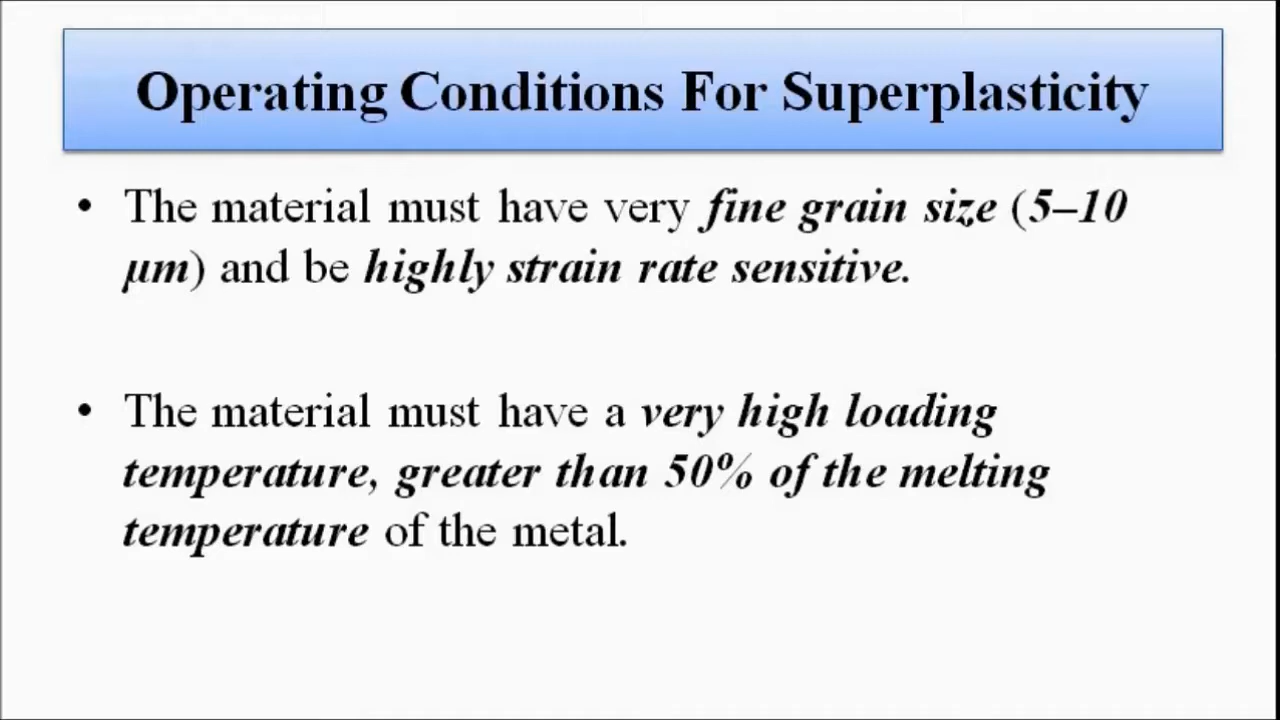 Operating Conditions For Superplasticity
• The material must have very fine grain size (5–10
µm) and be highly strain rate sensitive.
• The material must have a very high loading
temperature, greater than 50% of the melting
temperature of the metal.